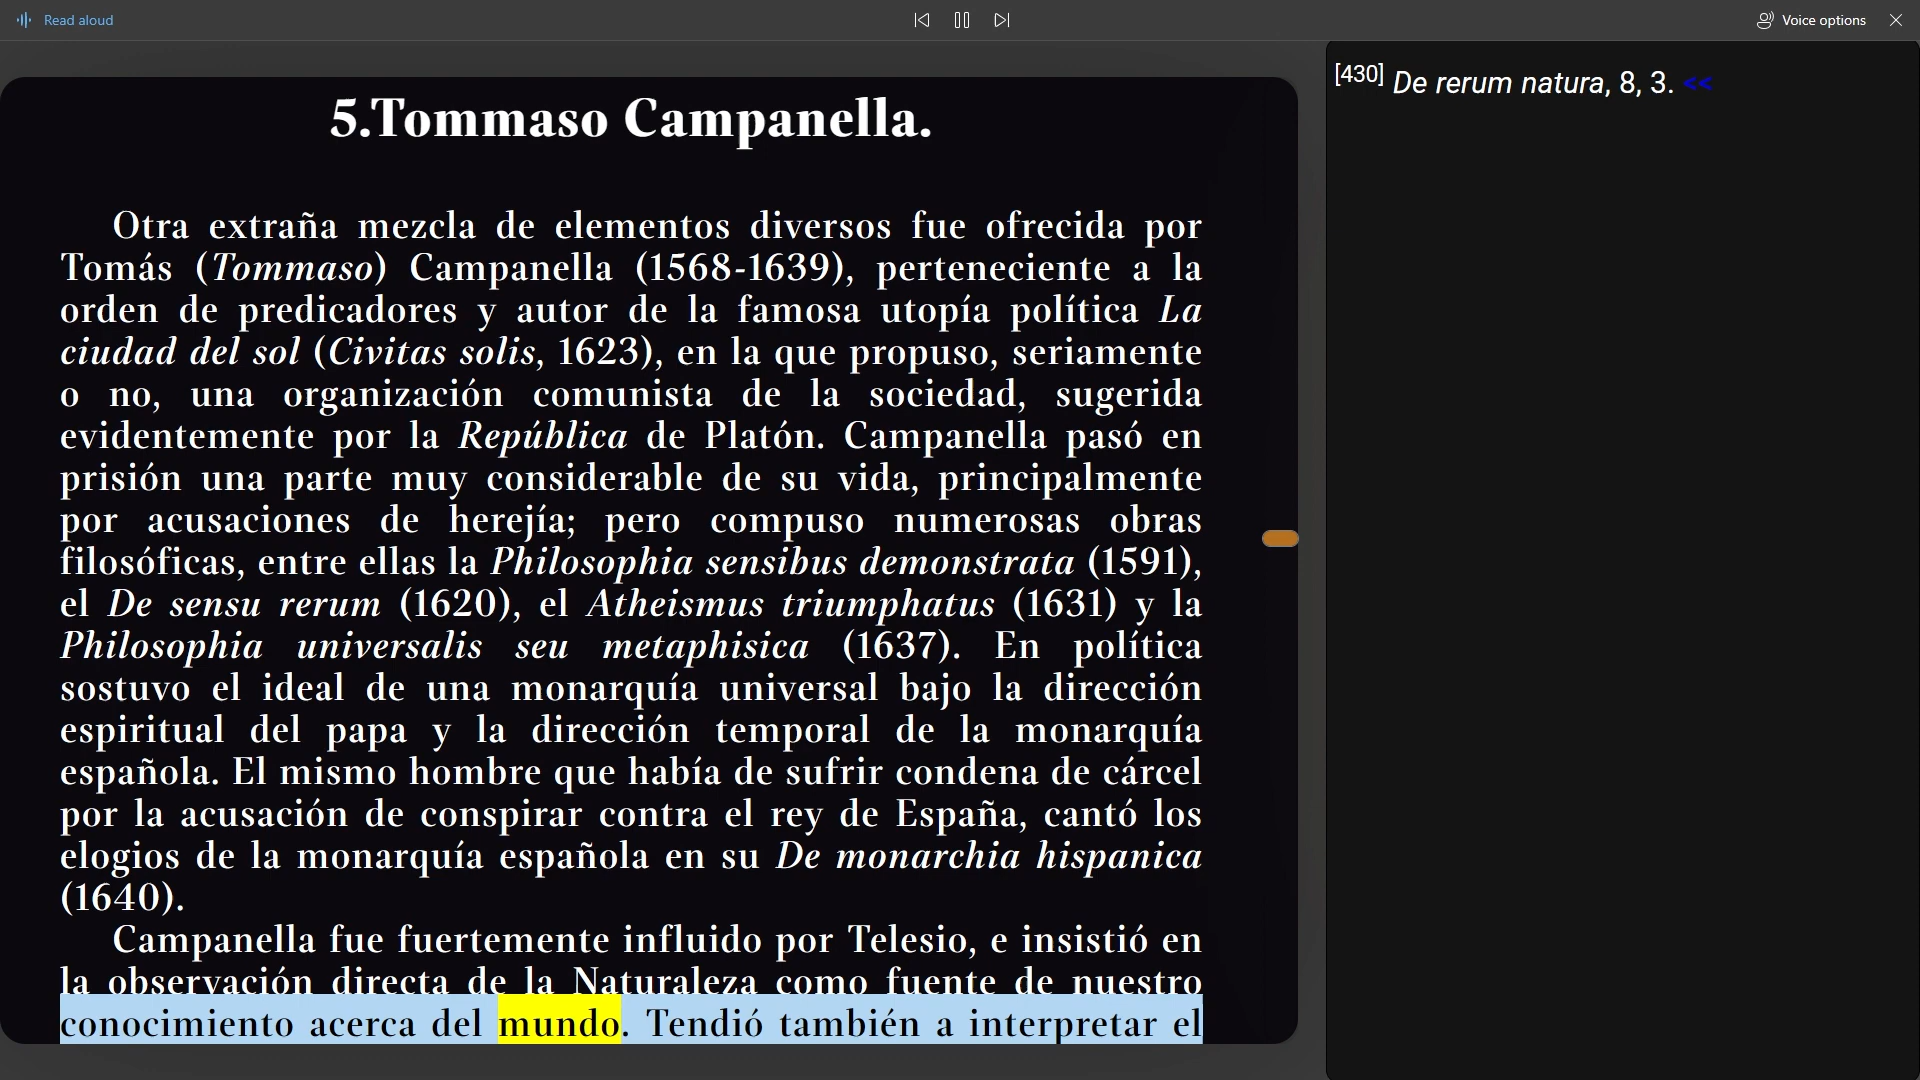 Read aloud
Voice options
5.Tommaso Campanella.
Otra extraña mezcla de elementos diversos fue ofrecida por
Tomás (Tommaso) Campanella (1568-1639), perteneciente a la
orden de predicadores y autor de la famosa utopía política La
ciudad del sol (Civitas solis, 1623), en la que propuso, seriamente
o no, una organización comunista de la sociedad, sugerida
evidentemente por la República de Platón. Campanella pasó en
prisión una parte muy considerable de su vida, principalmente
por acusaciones de herejía; pero compuso numerosas obras
filosóficas, entre ellas la Philosophia sensibus demonstrata (1591),
el De sensu rerum (1620), el Atheismus triumphatus (1631) y la
Philosophia universalis seu metaphisica (1637). En política
sostuvo el ideal de una monarquía universal bajo la dirección
espiritual del papa y la dirección temporal de la monarquía
española. El mismo hombre que había de sufrir condena de cárcel
por la acusación de conspirar contra el rey de España, cantó los
elogios de la monarquía española en su De monarchia hispanica
(1640).
Campanella fue fuertemente influido por Telesio, e insistió en
la observación directa de la Naturaleza como fuente de nuestro
conocimiento acerca del mundo. Tendió también a interpretar el
[430] De rerum natura, 8, 3. <<